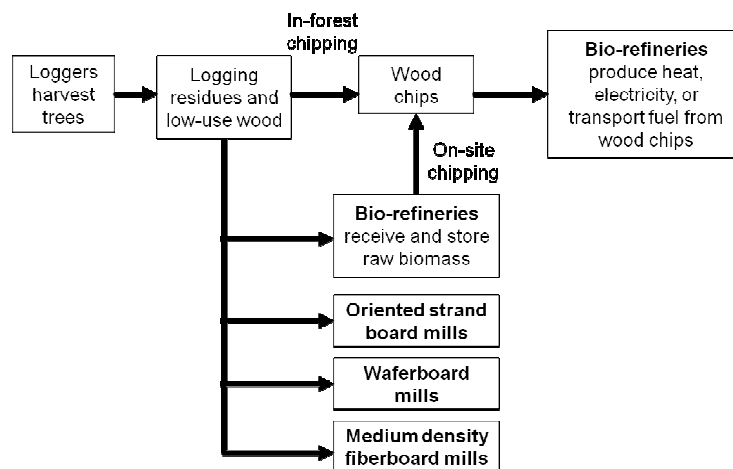 In-forest
chipping
Loggers
harvest
trees
Logging
residues and
low-use wood
Wood
chips
Bio-refineries
produce heat,
electricity, or
transport fuel from
wood chips
On-site
chipping
Bio-refineries
receive and store
raw biomass
Oriented strand
board mills
Waferboard
mills
Medium density
fiberboard mills